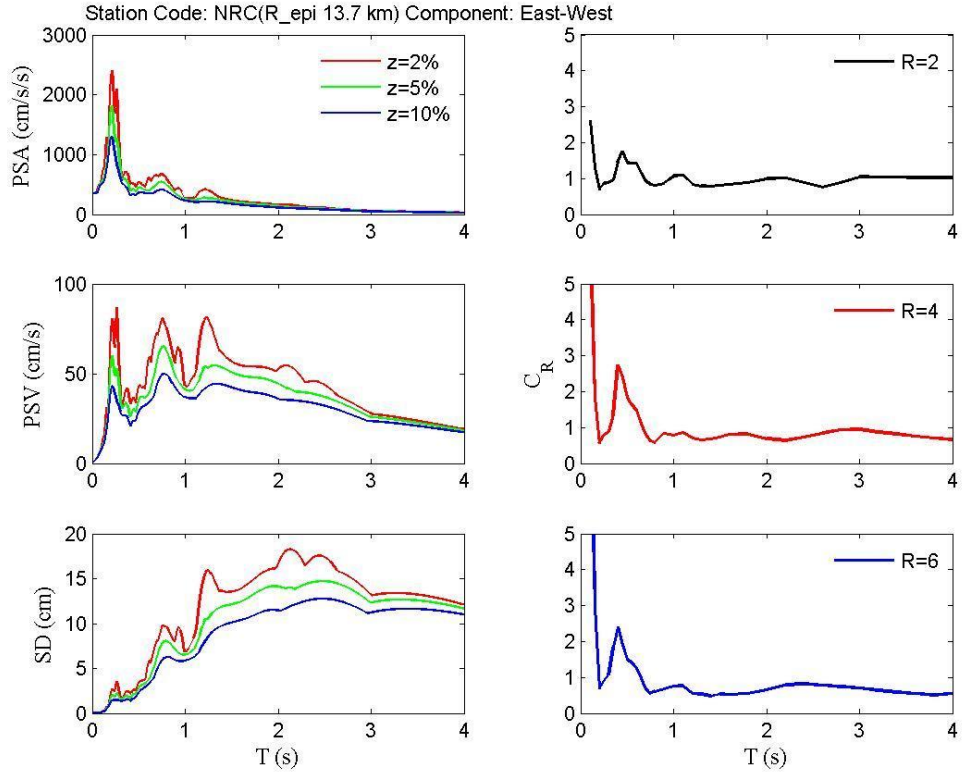 Station Code: NRC(R_epi 13.7 km) Component: East-West
PSA (cm/s/s)
3000
2000
1000
0
z=2%
z=5%
z=10%
0 1 2 3 4
5
4
3
2
1
0
R=2
0 1 2 3 4
PSV (cm/s)
100
50
0
0 1 2 3 4
C_R
5
4
3
2
1
0
R=4
0 1 2 3 4
SD (cm)
20
15
10
5
0
0 1 2 3 4
T (s)
5
4
3
2
1
0
R=6
0 1 2 3 4
T (s)